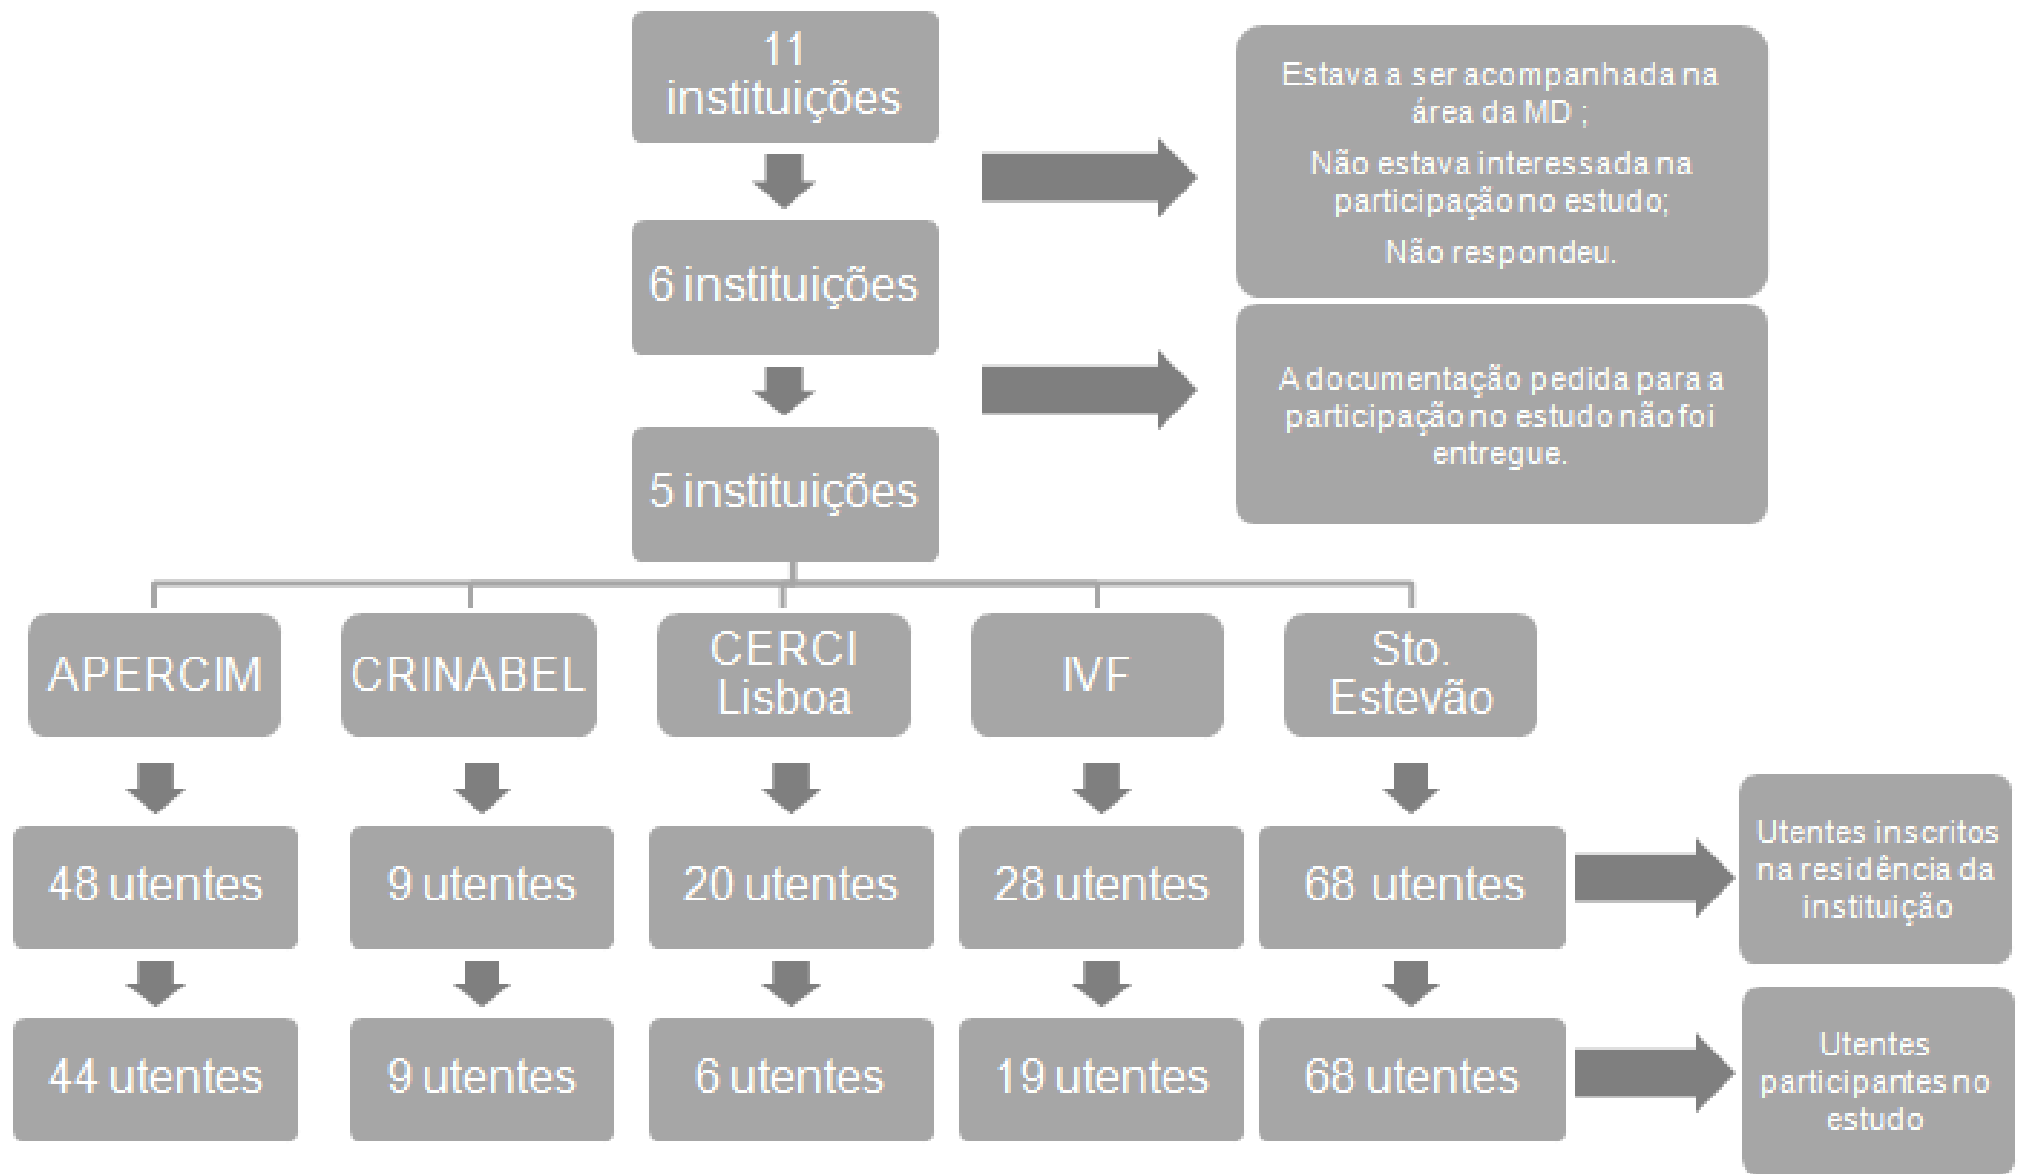 11
instituições
Estava a ser acompanhada na
área da MD ;
Não estava interessada na
participação no estudo;
Não respondeu.
6 instituições
A documentação pedida para a
participação no estudo não foi
entregue.
5 instituições
APERCIM
CRINABEL
CERCI
Lisboa
IVF
Sto.
Estevão
48 utentes
9 utentes
20 utentes
28 utentes
68 utentes
Utentes inscritos
na residência da
instituição
44 utentes
9 utentes
6 utentes
19 utentes
68 utentes
Utentes
participantes no
estudo